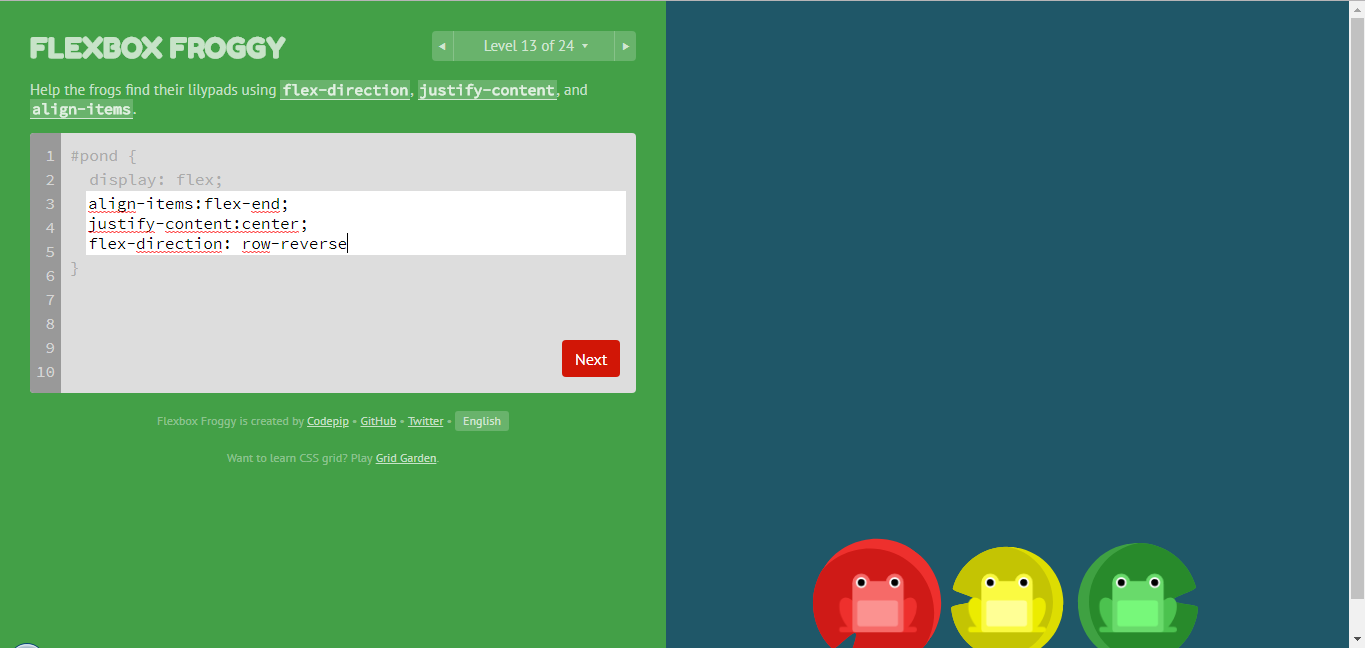 FLEXBOX FROGGY
◄ Level 13 of 24 ▾ ►
Help the frogs find their lilypads using flex-direction, justify-content, and
align-items.
1 #pond {
2 display: flex;
3 align-items:flex-end;
4 justify-content:center;
5 flex-direction: row-reverse
6 }
7
8
9
10
Next
Flexbox Froggy is created by Codepip • GitHub • Twitter • English
Want to learn CSS grid? Play Grid Garden.